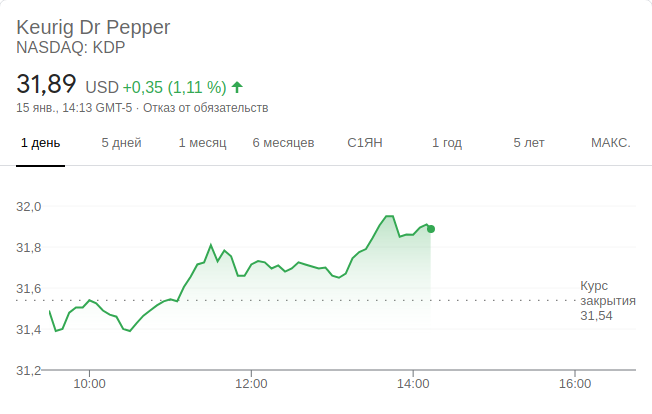 Keurig Dr Pepper
NASDAQ: KDP
31,89 USD +0,35 (1,11 %)
15 янв., 14:13 GMT-5 · Отказ от обязательств
1 день 5 дней 1 месяц 6 месяцев С1ЯН 1 год 5 лет МАКС.
32,0
31,8
31,6
Курс
закрытия
31,54
31,4
31,2
10:00 12:00 14:00 16:00